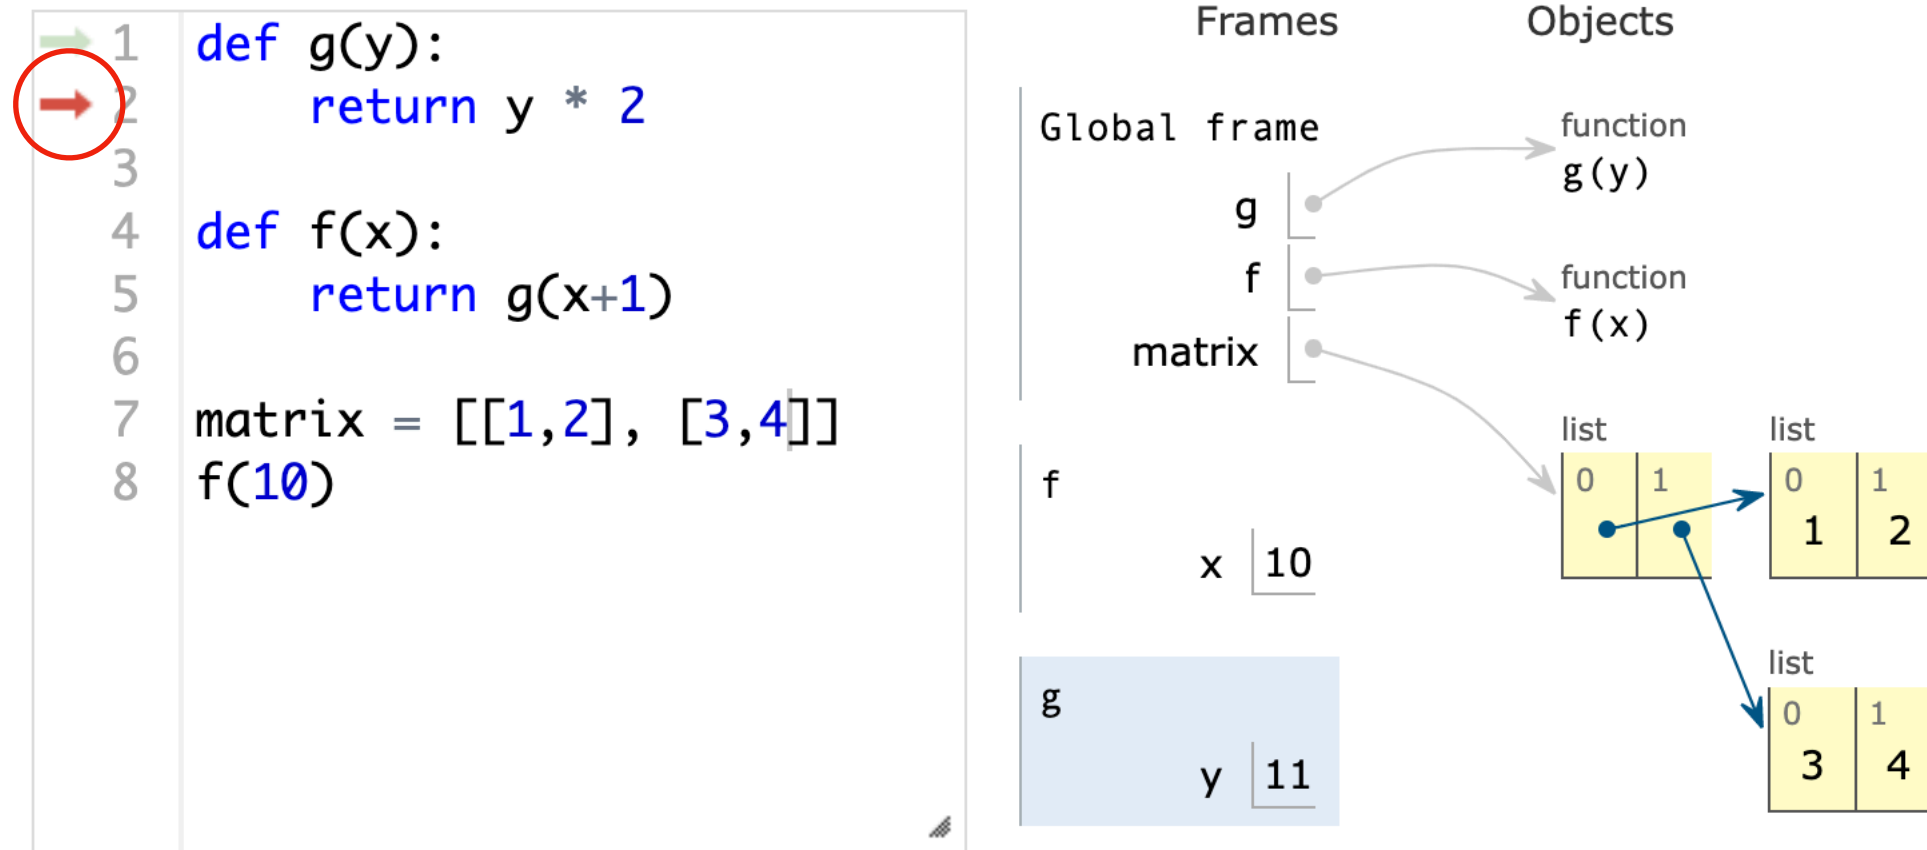 1 def g(y):
2     return y * 2
3
4 def f(x):
5     return g(x+1)
6
7 matrix = [[1,2], [3,4]]
8 f(10)
Frames Objects
Global frame
g
f
matrix
function
g(y)
function
f(x)
list
0 1
list
0 1
1 2
list
0 1
3 4
f
x 10
g
y 11